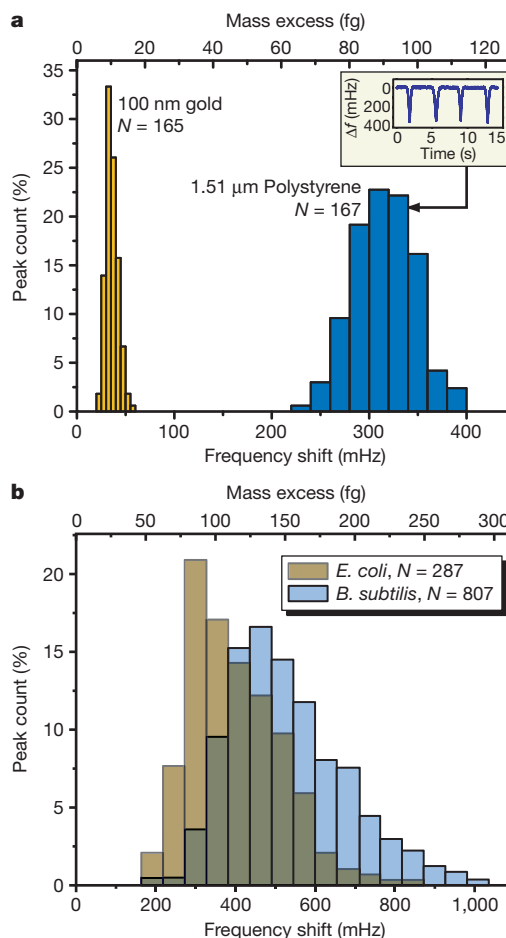 a
Mass excess (fg)
0 20 40 60 80 100 120
35
30
25
20
15
10
5
0
Peak count (%)
100 nm gold
N = 165
1.51 μm Polystyrene
N = 167
Δf (mHz)
0
200
400
0 5 10 15
Time (s)
0 100 200 300 400
Frequency shift (mHz)
b
Mass excess (fg)
0 50 100 150 200 250 300
20
15
10
5
0
Peak count (%)
E. coli, N = 287
B. subtilis, N = 807
0 200 400 600 800 1,000
Frequency shift (mHz)